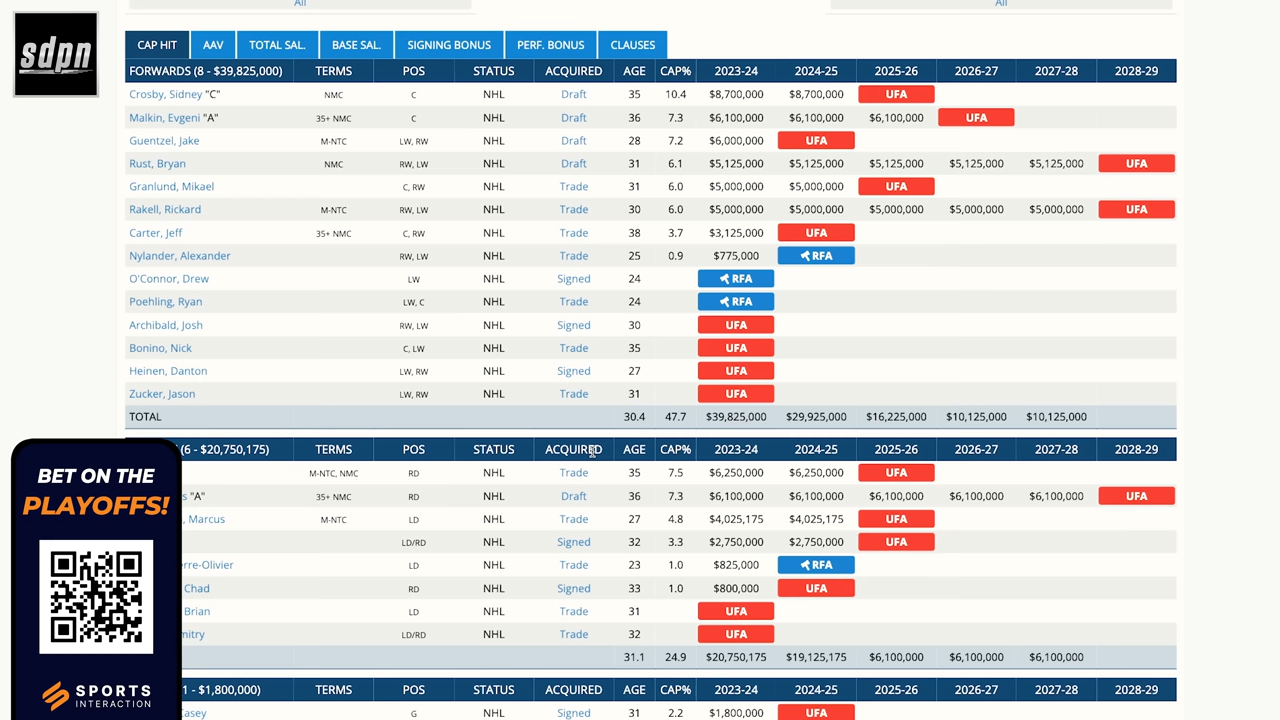 All All
sdpn
CAP HIT AAV TOTAL SAL. BASE SAL. SIGNING BONUS PERF. BONUS CLAUSES
FORWARDS (8 - $39,825,000) TERMS POS STATUS ACQUIRED AGE CAP% 2023-24 2024-25 2025-26 2026-27 2027-28 2028-29
Crosby, Sidney "C" NMC C NHL Draft 35 10.4 $8,700,000 $8,700,000 UFA
Malkin, Evgeni "A" 35+ NMC C NHL Draft 36 7.3 $6,100,000 $6,100,000 $6,100,000 UFA
Guentzel, Jake M-NTC LW, RW NHL Draft 28 7.2 $6,000,000 UFA
Rust, Bryan NMC RW, LW NHL Draft 31 6.1 $5,125,000 $5,125,000 $5,125,000 $5,125,000 $5,125,000 UFA
Granlund, Mikael C, RW NHL Trade 31 6.0 $5,000,000 $5,000,000 UFA
Rakell, Rickard M-NTC RW, LW NHL Trade 30 6.0 $5,000,000 $5,000,000 $5,000,000 $5,000,000 $5,000,000 UFA
Carter, Jeff 35+ NMC C, RW NHL Trade 38 3.7 $3,125,000 UFA
Nylander, Alexander RW, LW NHL Trade 25 0.9 $775,000 RFA
O'Connor, Drew LW NHL Signed 24 RFA
Poehling, Ryan LW, C NHL Trade 24 RFA
Archibald, Josh RW, LW NHL Signed 30 UFA
Bonino, Nick C, LW NHL Trade 35 UFA
Heinen, Danton LW, RW NHL Signed 27 UFA
Zucker, Jason LW, RW NHL Trade 31 UFA
TOTAL 30.4 47.7 $39,825,000 $29,925,000 $16,225,000 $10,125,000 $10,125,000
(6 - $20,750,175) TERMS POS STATUS ACQUIRED AGE CAP% 2023-24 2024-25 2025-26 2026-27 2027-28 2028-29
M-NTC, NMC RD NHL Trade 35 7.5 $6,250,000 $6,250,000 UFA
s "A" 35+ NMC RD NHL Draft 36 7.3 $6,100,000 $6,100,000 $6,100,000 $6,100,000 $6,100,000 UFA
, Marcus M-NTC LD NHL Trade 27 4.8 $4,025,175 $4,025,175 UFA
LD/RD NHL Signed 32 3.3 $2,750,000 $2,750,000 UFA
rre-Olivier LD NHL Trade 23 1.0 $825,000 RFA
Chad RD NHL Signed 33 1.0 $800,000 UFA
Brian LD NHL Trade 31 UFA
mitry LD/RD NHL Trade 32 UFA
31.1 24.9 $20,750,175 $19,125,175 $6,100,000 $6,100,000 $6,100,000
1 - $1,800,000) TERMS POS STATUS ACQUIRED AGE CAP% 2023-24 2024-25 2025-26 2026-27 2027-28 2028-29
Casey G NHL Signed 31 2.2 $1,800,000 UFA
BET ON THE
PLAYOFFS!
SPORTS
INTERACTION